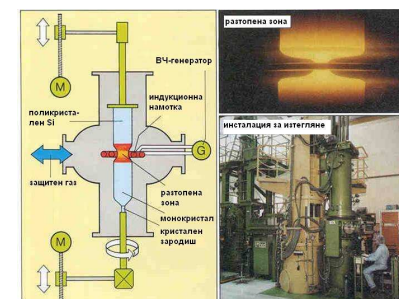 M
ВЧ-генератор
индукционна
намотка
поликриста-
лен Si
G
защитен газ
разтопена
зона
монокристал
кристален
зародиш
M
разтопена зона
инсталация за изтегляне